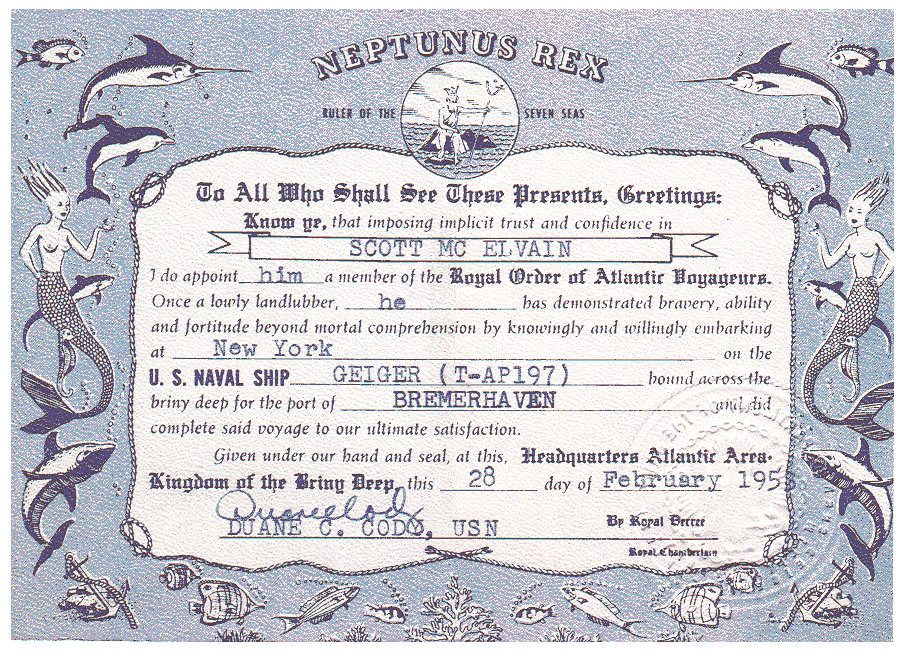 NEPTUNUS REX
RULER OF THE SEVEN SEAS
To All Who Shall See These Presents, Greetings:
Know ye, that imposing implicit trust and confidence in
SCOTT MC ELVAIN
I do appoint him a member of the Royal Order of Atlantic Voyageurs.
Once a lowly landlubber, he has demonstrated bravery, ability
and fortitude beyond mortal comprehension by knowingly and willingly embarking
at New York on the
U. S. NAVAL SHIP GEIGER (T-AP197) bound across the
briny deep for the port of BREMERHAVEN and did
complete said voyage to our ultimate satisfaction.
Given under our hand and seal, at this, Headquarters Atlantic Area-
Kingdom of the Briny Deep, this 28 day of February 195
DUANE C. CODO, USN By Royal Decree
Royal Chamberlain